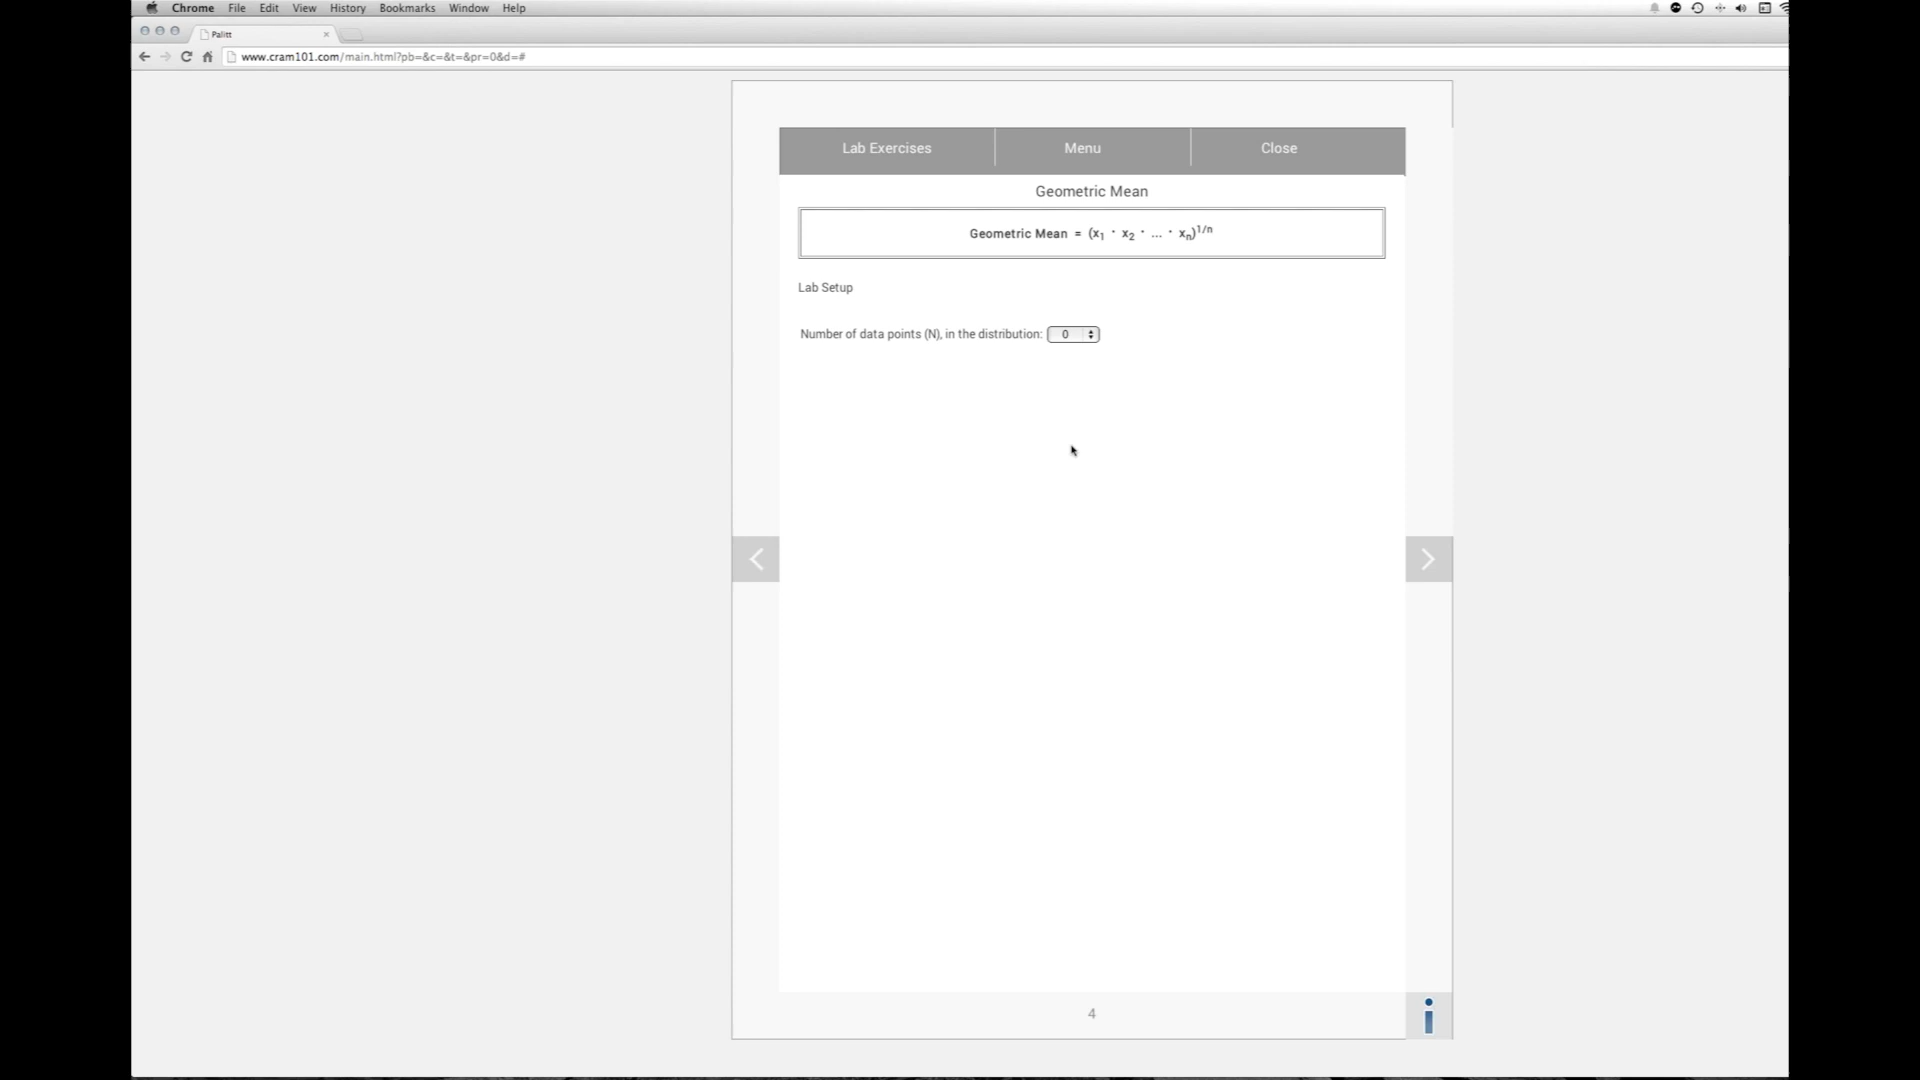 Chrome File Edit View History Bookmarks Window Help
Palitt
www.cram101.com/main.html?pb=&c=&t=&pr=0&d=#
Lab Exercises Menu Close
Geometric Mean
Geometric Mean = (x₁ · x₂ · ... · xₙ)^1/n
Lab Setup
Number of data points (N), in the distribution: 0
4